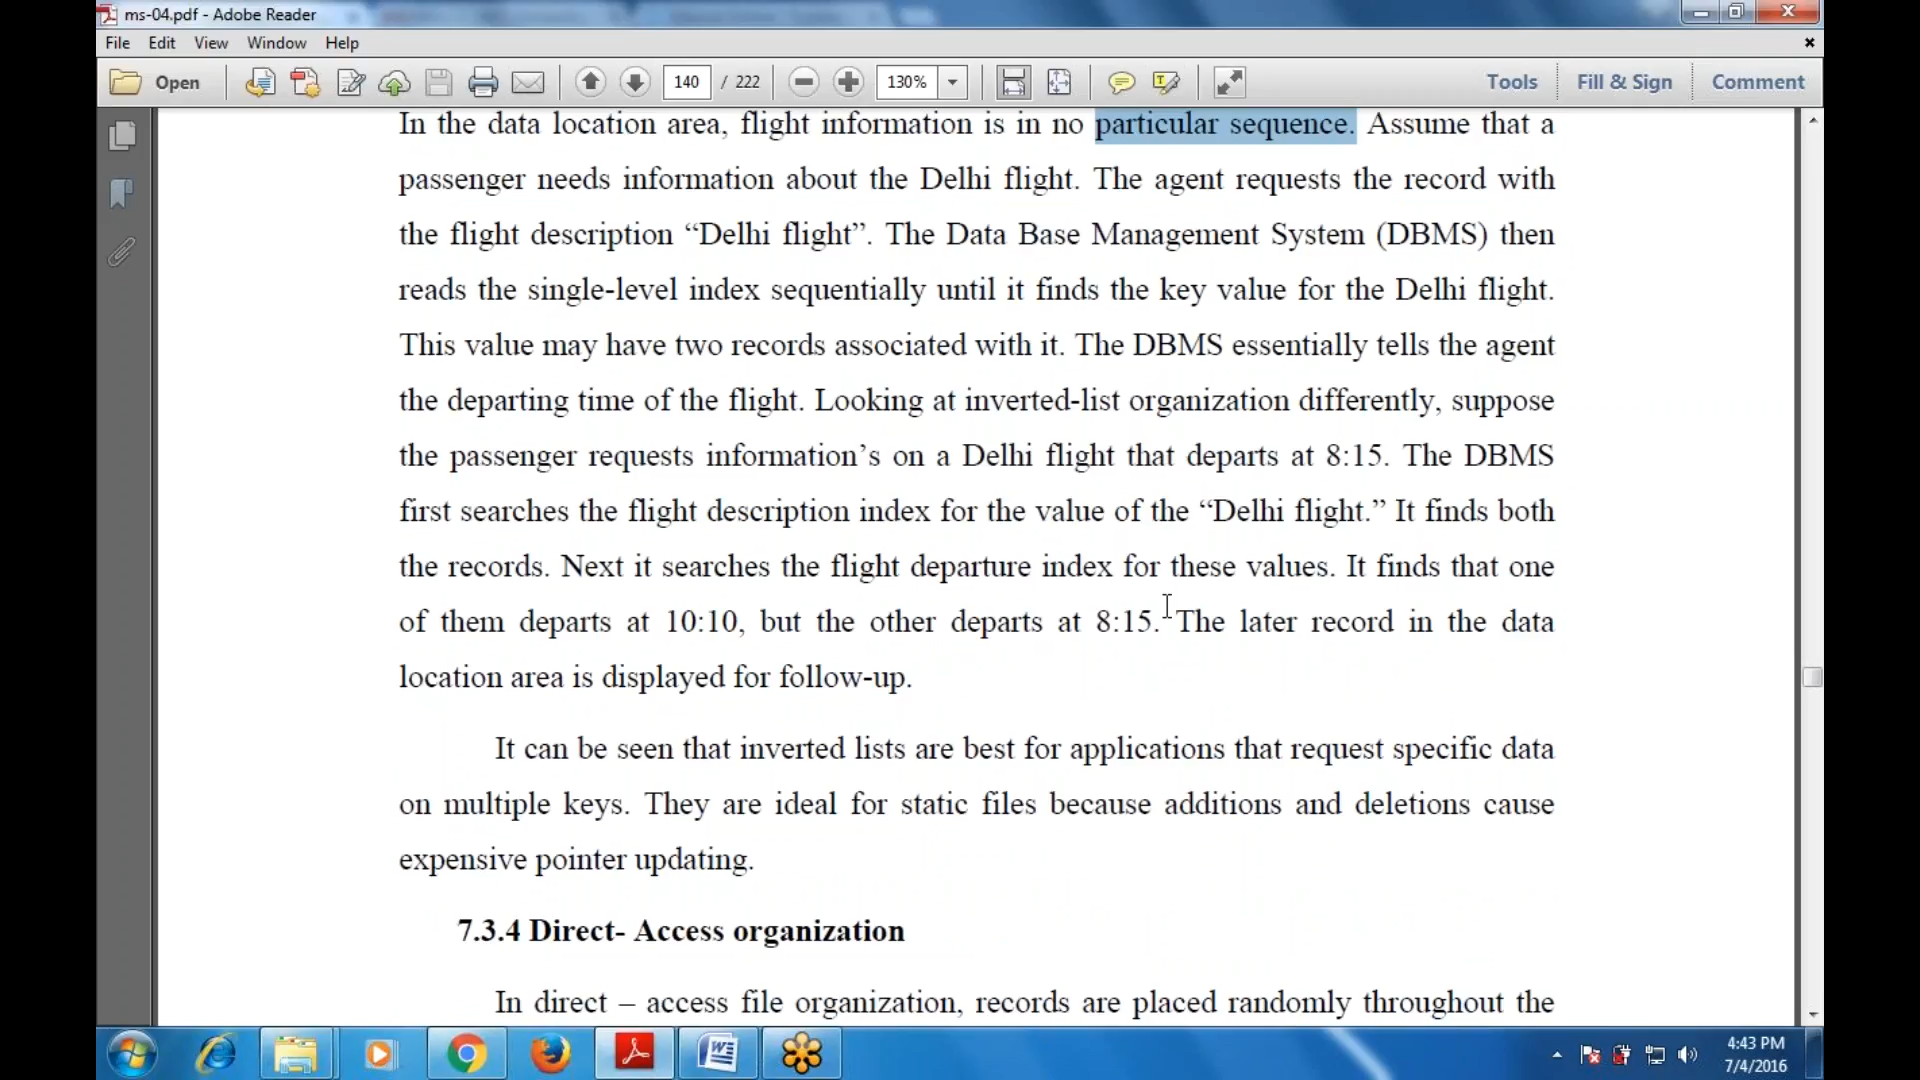 ms-04.pdf - Adobe Reader
File Edit View Window Help
Open 140 / 222 130% Tools Fill & Sign Comment
In the data location area, flight information is in no particular sequence. Assume that a
passenger needs information about the Delhi flight. The agent requests the record with
the flight description “Delhi flight”. The Data Base Management System (DBMS) then
reads the single-level index sequentially until it finds the key value for the Delhi flight.
This value may have two records associated with it. The DBMS essentially tells the agent
the departing time of the flight. Looking at inverted-list organization differently, suppose
the passenger requests information’s on a Delhi flight that departs at 8:15. The DBMS
first searches the flight description index for the value of the “Delhi flight.” It finds both
the records. Next it searches the flight departure index for these values. It finds that one
of them departs at 10:10, but the other departs at 8:15. The later record in the data
location area is displayed for follow-up.
It can be seen that inverted lists are best for applications that request specific data
on multiple keys. They are ideal for static files because additions and deletions cause
expensive pointer updating.
7.3.4 Direct- Access organization
In direct – access file organization, records are placed randomly throughout the
4:43 PM
7/4/2016